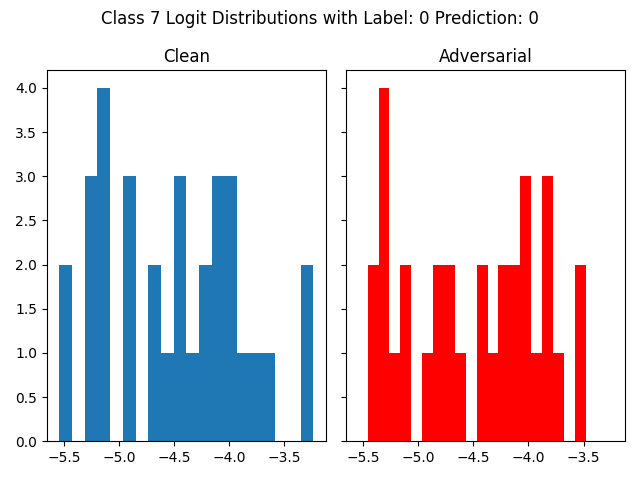 Class 7 Logit Distributions with Label: 0 Prediction: 0
Clean
Adversarial
4.0
3.5
3.0
2.5
2.0
1.5
1.0
0.5
0.0
−5.5 −5.0 −4.5 −4.0 −3.5
−5.5 −5.0 −4.5 −4.0 −3.5